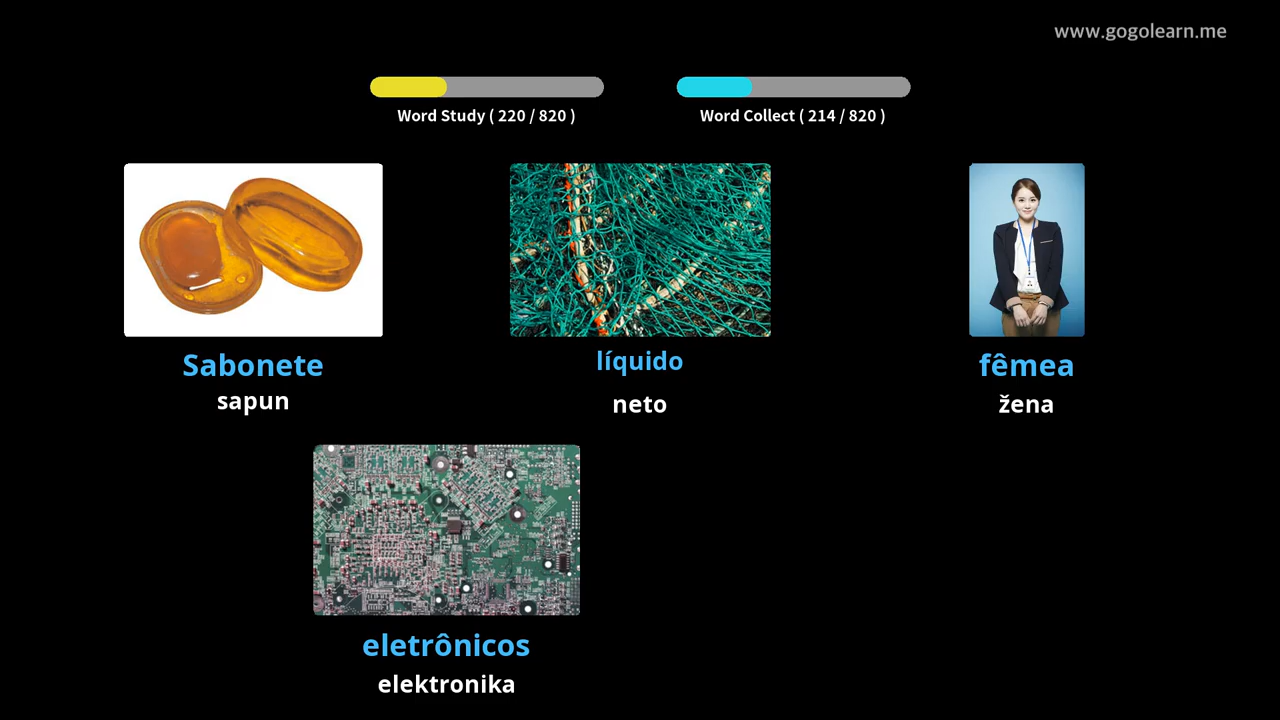 www.gogolearn.me
Word Study ( 220 / 820 )
Word Collect ( 214 / 820 )
Sabonete
sapun
líquido
neto
fêmea
žena
eletrônicos
elektronika